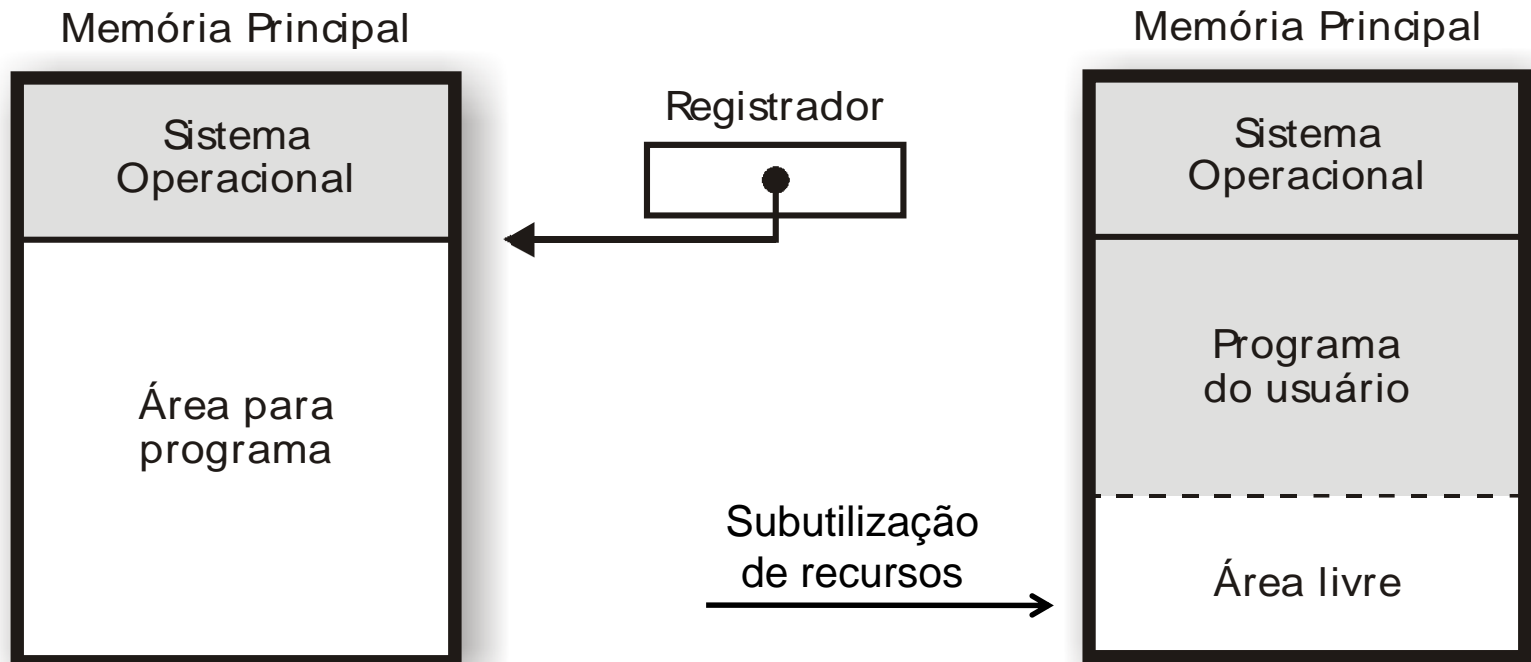 Memória Principal
Sistema
Operacional
Área para
programa
Registrador
Subutilização
de recursos
Memória Principal
Sistema
Operacional
Programa
do usuário
Área livre